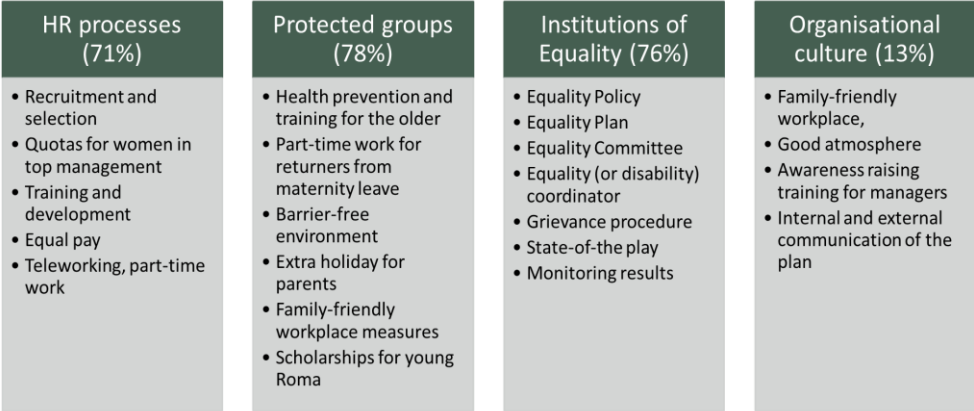 HR processes
(71%)
• Recruitment and
selection
• Quotas for women in
top management
• Training and
development
• Equal pay
• Teleworking, part-time
work
Protected groups
(78%)
• Health prevention and
training for the older
• Part-time work for
returners from
maternity leave
• Barrier-free
environment
• Extra holiday for
parents
• Family-friendly
workplace measures
• Scholarships for young
Roma
Institutions of
Equality (76%)
• Equality Policy
• Equality Plan
• Equality Committee
• Equality (or disability)
coordinator
• Grievance procedure
• State-of-the play
• Monitoring results
Organisational
culture (13%)
• Family-friendly
workplace,
• Good atmosphere
• Awareness raising
training for managers
• Internal and external
communication of the
plan